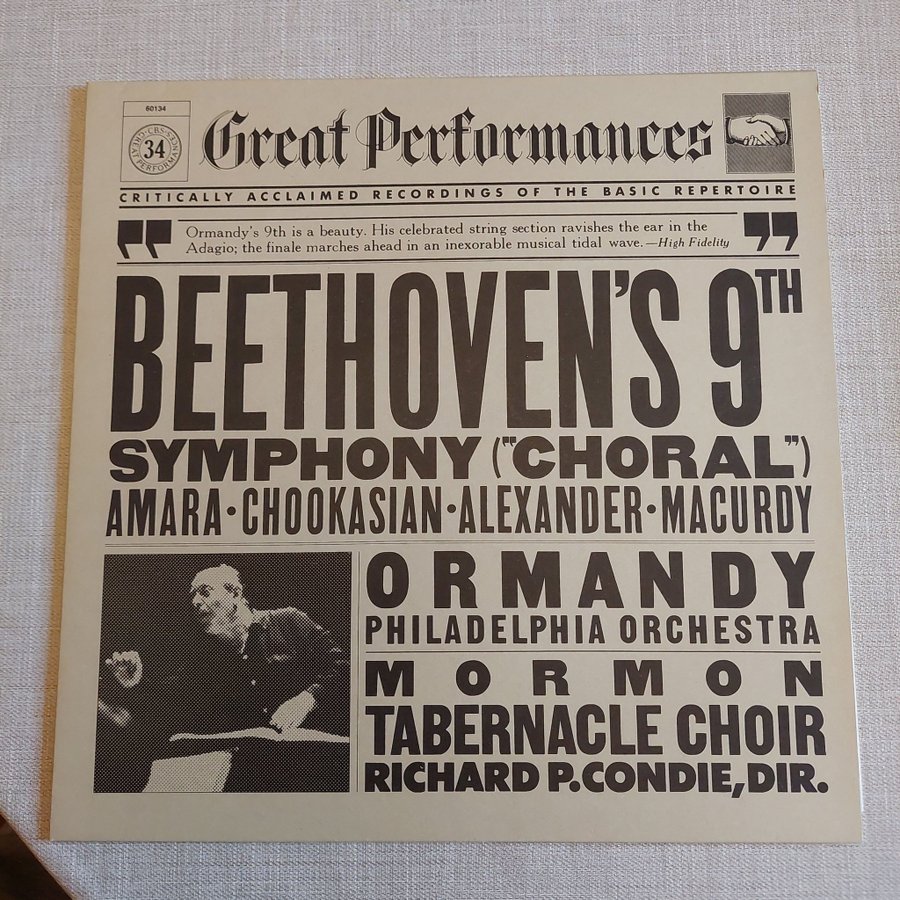 60134
·CBS·
GREAT PERFORMANCES
34
Great Performances
CRITICALLY ACCLAIMED RECORDINGS OF THE BASIC REPERTOIRE
"Ormandy's 9th is a beauty. His celebrated string section ravishes the ear in the
Adagio; the finale marches ahead in an inexorable musical tidal wave.—High Fidelity"
BEETHOVEN'S 9TH
SYMPHONY ("CHORAL")
AMARA·CHOOKASIAN·ALEXANDER·MACURDY
ORMANDY
PHILADELPHIA ORCHESTRA
MORMON
TABERNACLE CHOIR
RICHARD P.CONDIE,DIR.